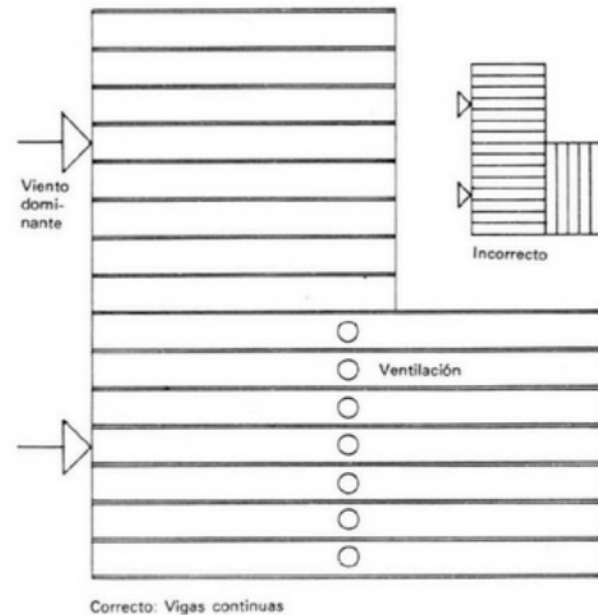 Viento
domi-
nante
Incorrecto
Ventilación
Correcto: Vigas continuas